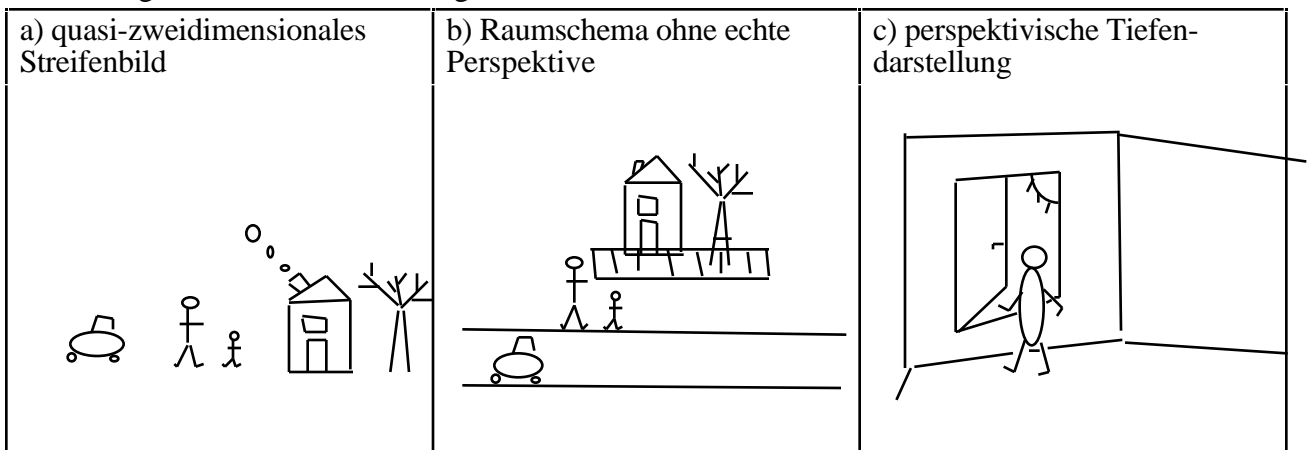 a) quasi-zweidimensionales
Streifenbild
b) Raumschema ohne echte
Perspektive
c) perspektivische Tiefen-
darstellung